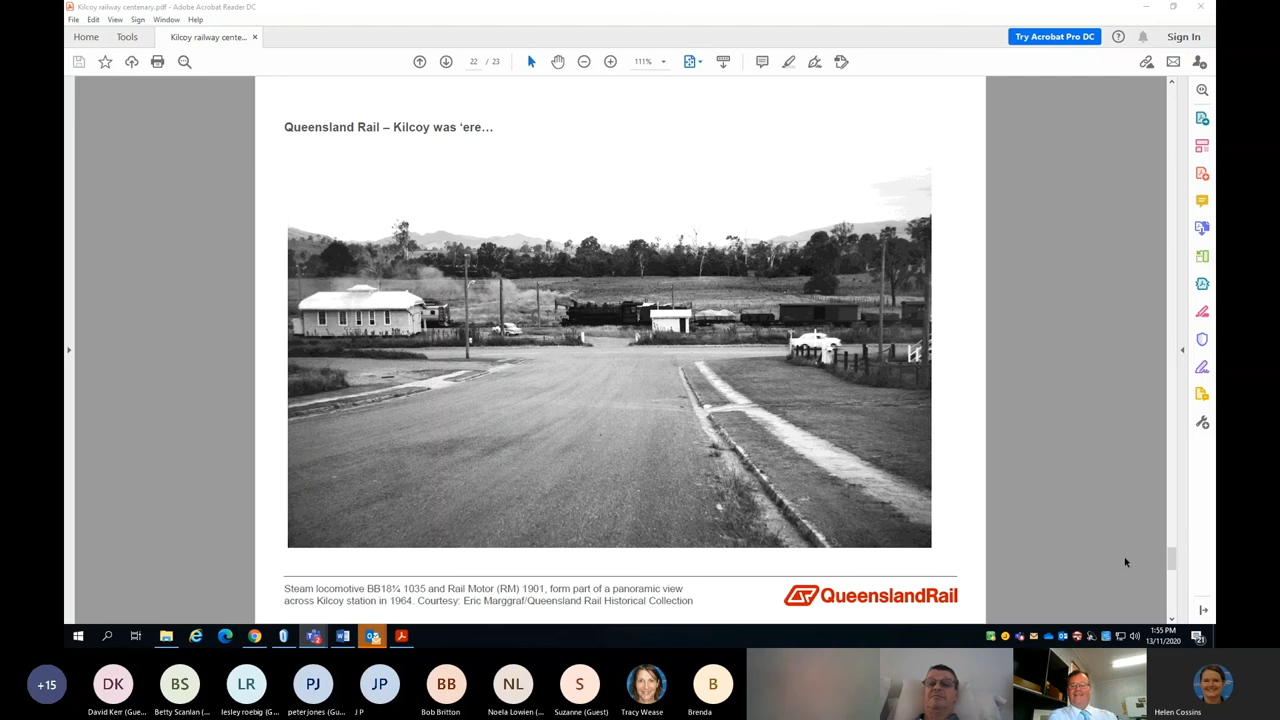 Kilcoy railway centenary.pdf - Adobe Acrobat Reader DC
File Edit View Sign Window Help
Home Tools Kilcoy railway cente... ×
Try Acrobat Pro DC Sign In
22 / 23 111%
Queensland Rail – Kilcoy was ‘ere…
Steam locomotive BB18¼ 1035 and Rail Motor (RM) 1901, form part of a panoramic view
across Kilcoy station in 1964. Courtesy: Eric Marggraf/Queensland Rail Historical Collection
QueenslandRail
1:55 PM
13/11/2020
21
+15 DK BS LR PJ JP BB NL S B
David Kerr (Gue... Betty Scanlan (... lesley roebig (G... peter jones (Gu... J P Bob Britton Noela Lowien (... Suzanne (Guest) Tracy Wease Brenda Helen Cossins